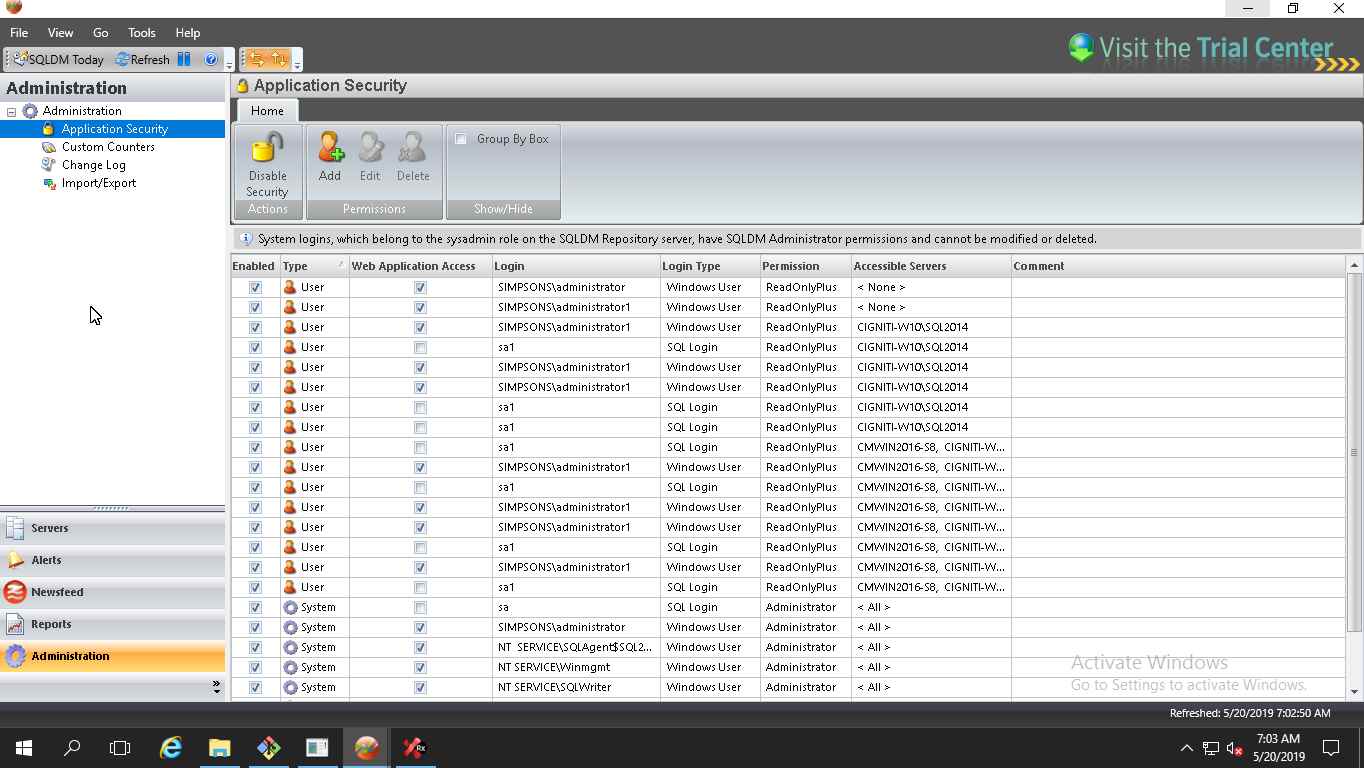 File View Go Tools Help
SQLDM Today Refresh
Visit the Trial Center
Administration
Administration
Application Security
Custom Counters
Change Log
Import/Export
Servers
Alerts
Newsfeed
Reports
Administration
Application Security
Home
Disable Security
Actions
Add Edit Delete
Permissions
Group By Box
Show/Hide
System logins, which belong to the sysadmin role on the SQLDM Repository server, have SQLDM Administrator permissions and cannot be modified or deleted.
Enabled Type Web Application Access Login Login Type Permission Accessible Servers Comment
User SIMPSONS\administrator Windows User ReadOnlyPlus < None >
User SIMPSONS\administrator1 Windows User ReadOnlyPlus < None >
User SIMPSONS\administrator1 Windows User ReadOnlyPlus CIGNITI-W10\SQL2014
User sa1 SQL Login ReadOnlyPlus CIGNITI-W10\SQL2014
User SIMPSONS\administrator1 Windows User ReadOnlyPlus CIGNITI-W10\SQL2014
User SIMPSONS\administrator1 Windows User ReadOnlyPlus CIGNITI-W10\SQL2014
User sa1 SQL Login ReadOnlyPlus CIGNITI-W10\SQL2014
User sa1 SQL Login ReadOnlyPlus CIGNITI-W10\SQL2014
User sa1 SQL Login ReadOnlyPlus CMWIN2016-S8, CIGNITI-W...
User SIMPSONS\administrator1 Windows User ReadOnlyPlus CMWIN2016-S8, CIGNITI-W...
User sa1 SQL Login ReadOnlyPlus CMWIN2016-S8, CIGNITI-W...
User SIMPSONS\administrator1 Windows User ReadOnlyPlus CMWIN2016-S8, CIGNITI-W...
User SIMPSONS\administrator1 Windows User ReadOnlyPlus CMWIN2016-S8, CIGNITI-W...
User sa1 SQL Login ReadOnlyPlus CMWIN2016-S8, CIGNITI-W...
User SIMPSONS\administrator1 Windows User ReadOnlyPlus CMWIN2016-S8, CIGNITI-W...
User sa1 SQL Login ReadOnlyPlus CMWIN2016-S8, CIGNITI-W...
System sa SQL Login Administrator < All >
System SIMPSONS\administrator Windows User Administrator < All >
System NT SERVICE\SQLAgent$SQL2... Windows User Administrator < All >
System NT SERVICE\Winmgmt Windows User Administrator < All >
System NT SERVICE\SQLWriter Windows User Administrator < All >
Activate Windows
Go to Settings to activate Windows.
Refreshed: 5/20/2019 7:02:50 AM
Rx
7:03 AM
5/20/2019